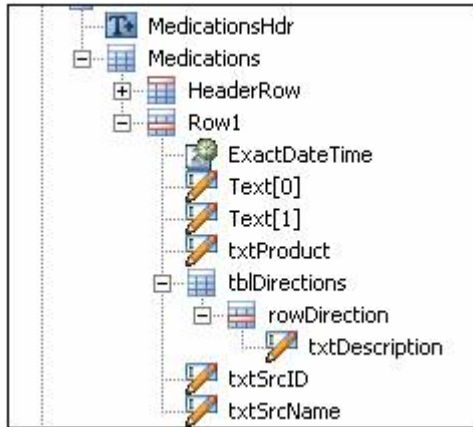 MedicationsHdr
Medications
HeaderRow
Row1
ExactDateTime
Text[0]
Text[1]
txtProduct
tblDirections
rowDirection
txtDescription
txtSrcID
txtSrcName